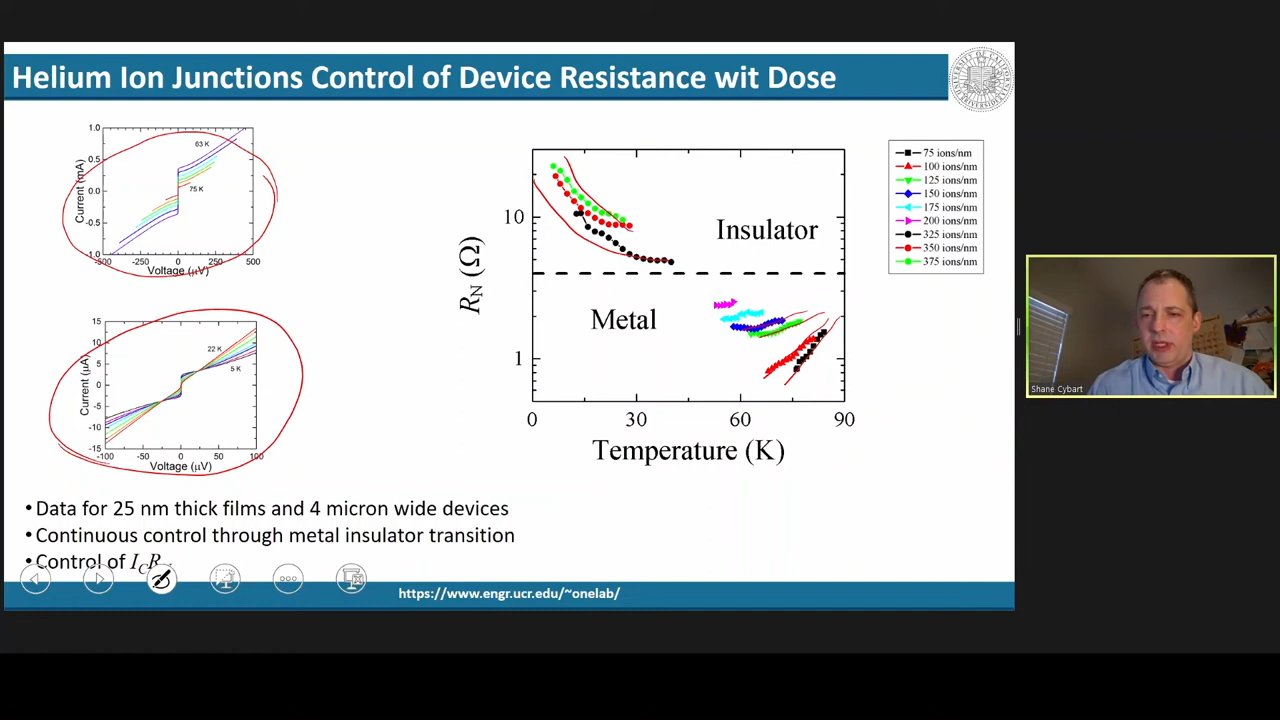 Helium Ion Junctions Control of Device Resistance wit Dose
1.0
0.5
0.0
-0.5
-1.0
Current (mA)
63 K
75 K
-500 -250 0 250 500
Voltage (μV)
15
10
5
0
-5
-10
-15
Current (μA)
22 K
5 K
-100 -50 0 50 100
Voltage (μV)
10
1
R_N (Ω)
Insulator
Metal
0 30 60 90
Temperature (K)
75 ions/nm
100 ions/nm
125 ions/nm
150 ions/nm
175 ions/nm
200 ions/nm
325 ions/nm
350 ions/nm
375 ions/nm
Shane Cybart
• Data for 25 nm thick films and 4 micron wide devices
• Continuous control through metal insulator transition
• Control of I_CR
https://www.engr.ucr.edu/~onelab/